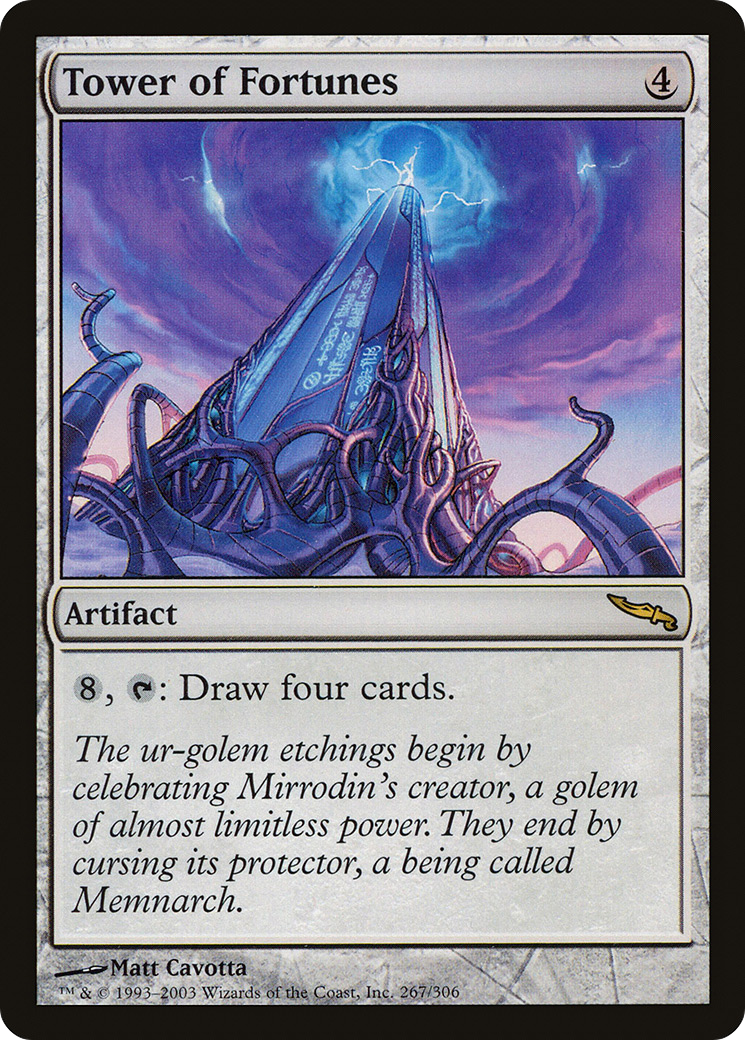 Tower of Fortunes
4
Artifact
8, : Draw four cards.
The ur-golem etchings begin by
celebrating Mirrodin's creator, a golem
of almost limitless power. They end by
cursing its protector, a being called
Memnarch.
Matt Cavotta
™ & © 1993–2003 Wizards of the Coast, Inc. 267/306